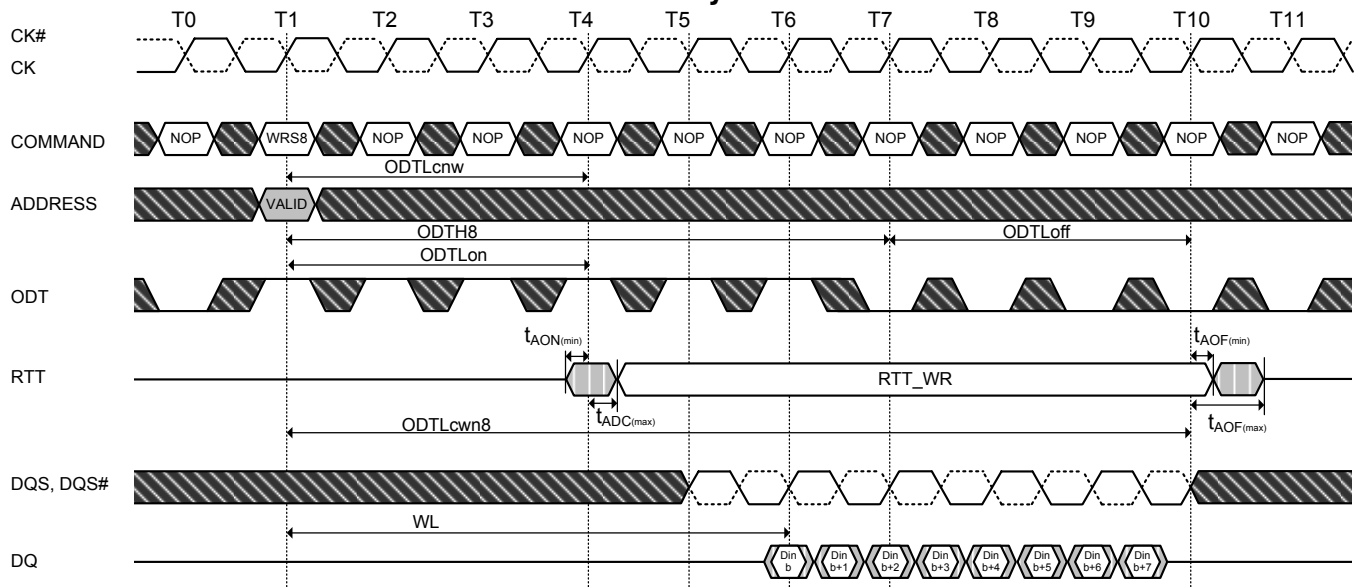 T0 T1 T2 T3 T4 T5 T6 T7 T8 T9 T10 T11
CK#
CK
COMMAND NOP WRS8 NOP NOP NOP NOP NOP NOP NOP NOP NOP NOP
ODTLcnw
ADDRESS VALID
ODTH8 ODTLoff
ODTLon
ODT
tAON(min) tAOF(min)
RTT RTT_WR
tADC(max) tAOF(max)
ODTLcwn8
DQS, DQS#
WL
DQ Din b Din b+1 Din b+2 Din b+3 Din b+4 Din b+5 Din b+6 Din b+7